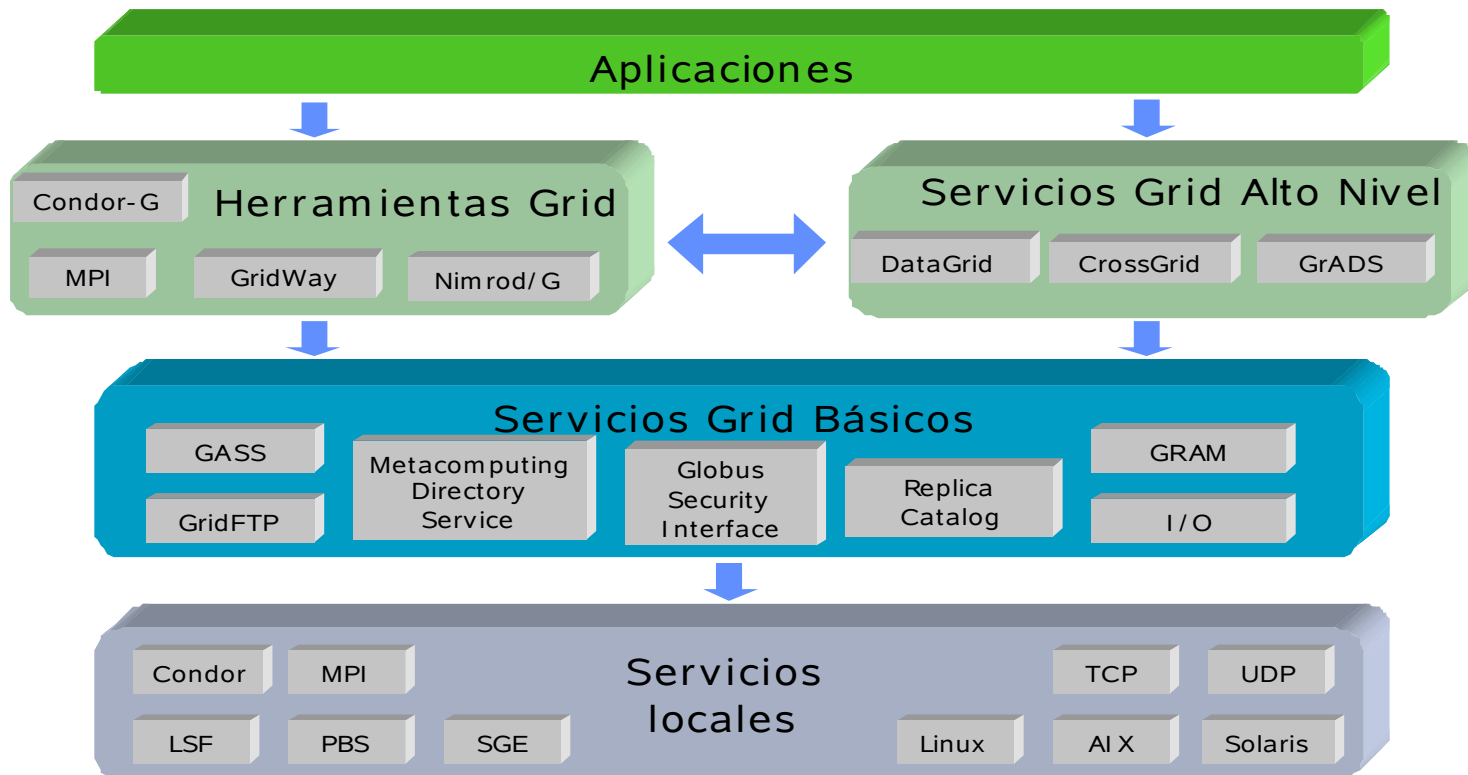 Aplicaciones
Condor-G
Herramientas Grid
MPI
GridWay
Nimrod/G
Servicios Grid Alto Nivel
DataGrid
CrossGrid
GrADS
Servicios Grid Básicos
GASS
GridFTP
Metacomputing
Directory
Service
Globus
Security
Interface
Replica
Catalog
GRAM
I/O
Servicios
locales
Condor
MPI
LSF
PBS
SGE
TCP
UDP
Linux
AIX
Solaris